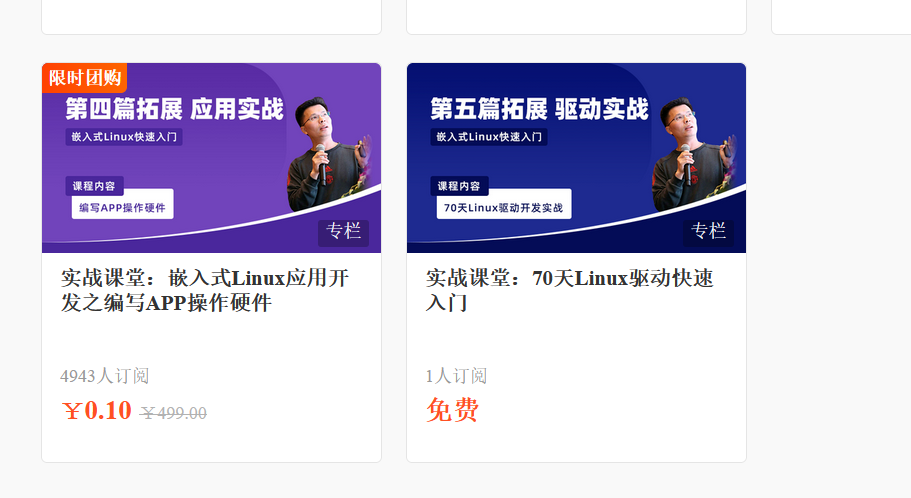 限时团购
第四篇拓展 应用实战
嵌入式Linux快速入门
课程内容
编写APP操作硬件
专栏
实战课堂：嵌入式Linux应用开
发之编写APP操作硬件
4943人订阅
￥0.10 ￥499.00
第五篇拓展 驱动实战
嵌入式Linux快速入门
课程内容
70天Linux驱动开发实战
专栏
实战课堂：70天Linux驱动快速
入门
1人订阅
免费